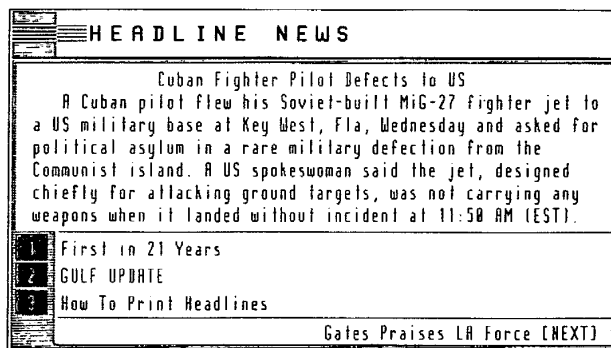 HEADLINE NEWS
Cuban Fighter Pilot Defects to US
A Cuban pilot flew his Soviet-built MiG-27 fighter jet to
a US military base at Key West, Fla, Wednesday and asked for
political asylum in a rare military defection from the
Communist island. A US spokeswoman said the jet, designed
chiefly for attacking ground targets, was not carrying any
weapons when it landed without incident at 11:50 AM (EST).
1 First in 21 Years
2 GULF UPDATE
3 How To Print Headlines
Gates Praises LA Force [NEXT]